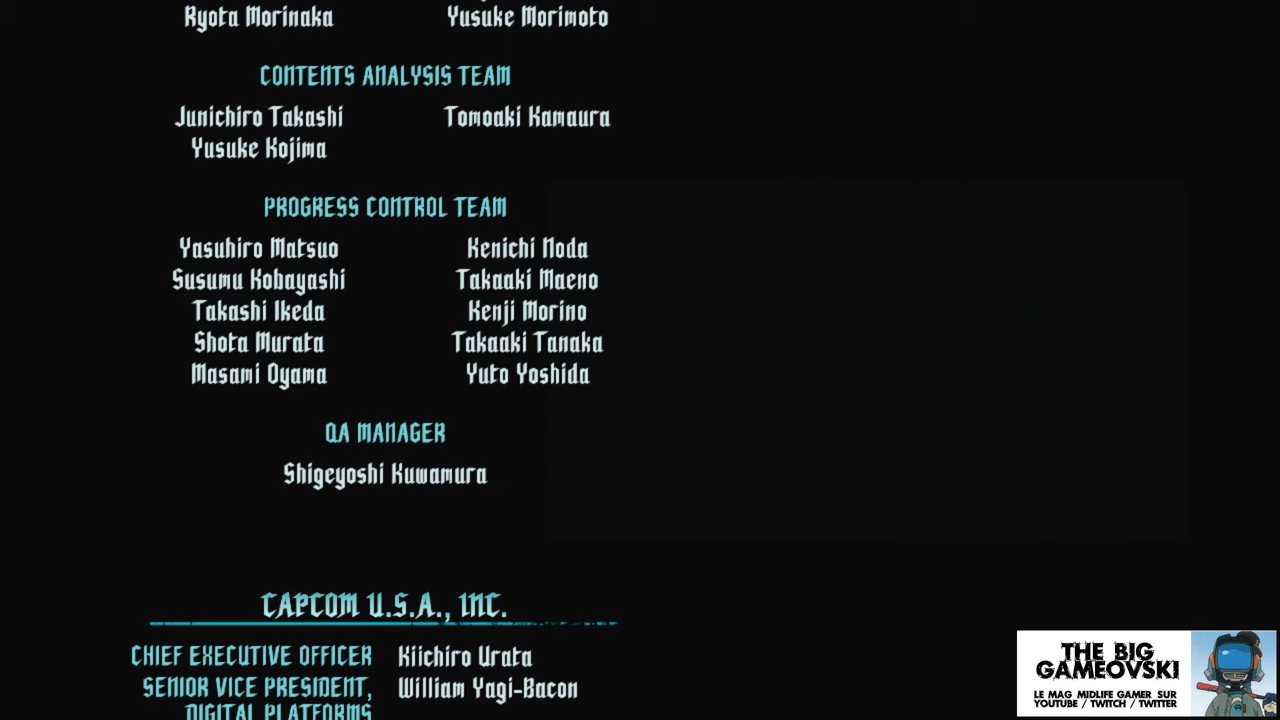 Ryota Morinaka Yusuke Morimoto
CONTENTS ANALYSIS TEAM
Junichiro Takashi Tomoaki Kamaura
Yusuke Kojima
PROGRESS CONTROL TEAM
Yasuhiro Matsuo Kenichi Noda
Susumu Kobayashi Takaaki Maeno
Takashi Ikeda Kenji Morino
Shota Murata Takaaki Tanaka
Masami Oyama Yuto Yoshida
QA MANAGER
Shigeyoshi Kuwamura
CAPCOM U.S.A., INC.
CHIEF EXECUTIVE OFFICER Kiichiro Urata
SENIOR VICE PRESIDENT, William Yagi-Bacon
DIGITAL PLATFORMS
THE BIG
GAMEOVSKI
LE MAG MIDLIFE GAMER SUR
YOUTUBE / TWITCH / TWITTER